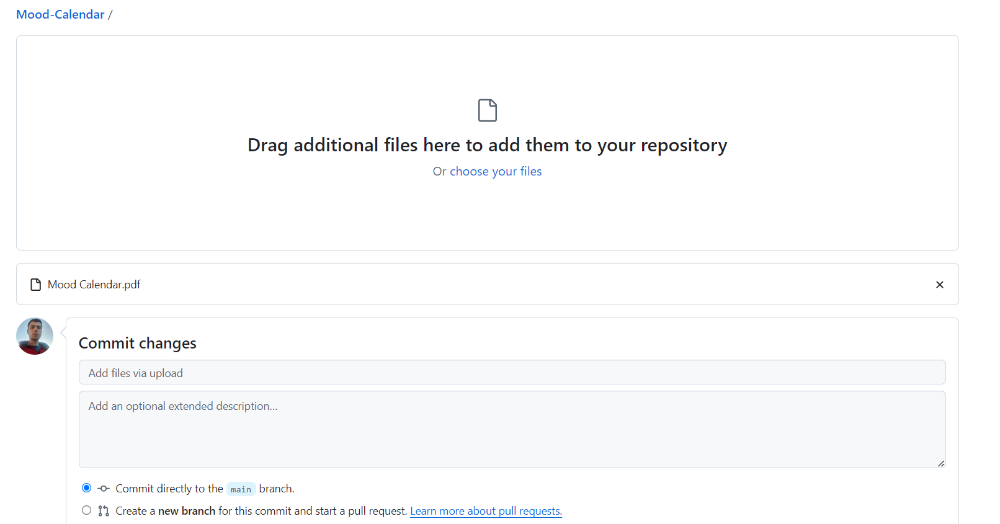 Mood-Calendar /
Drag additional files here to add them to your repository
Or choose your files
Mood Calendar.pdf
Commit changes
Add files via upload
Add an optional extended description...
Commit directly to the main branch.
Create a new branch for this commit and start a pull request. Learn more about pull requests.